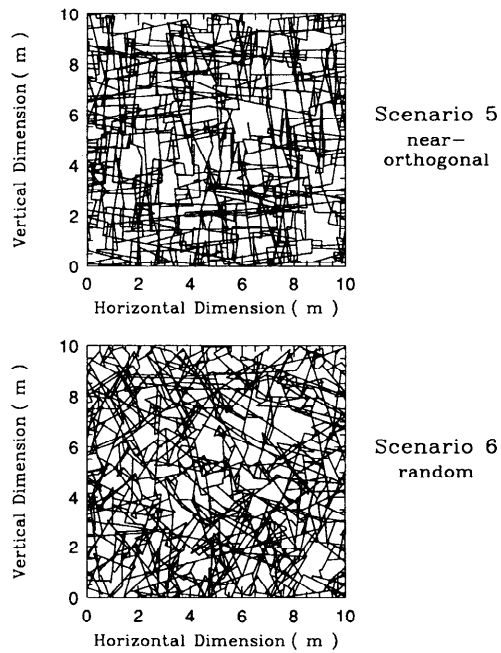 10
8
6
4
2
0
Vertical Dimension ( m )
0 2 4 6 8 10
Horizontal Dimension ( m )
Scenario 5
near-
orthogonal
10
8
6
4
2
0
Vertical Dimension ( m )
0 2 4 6 8 10
Horizontal Dimension ( m )
Scenario 6
random